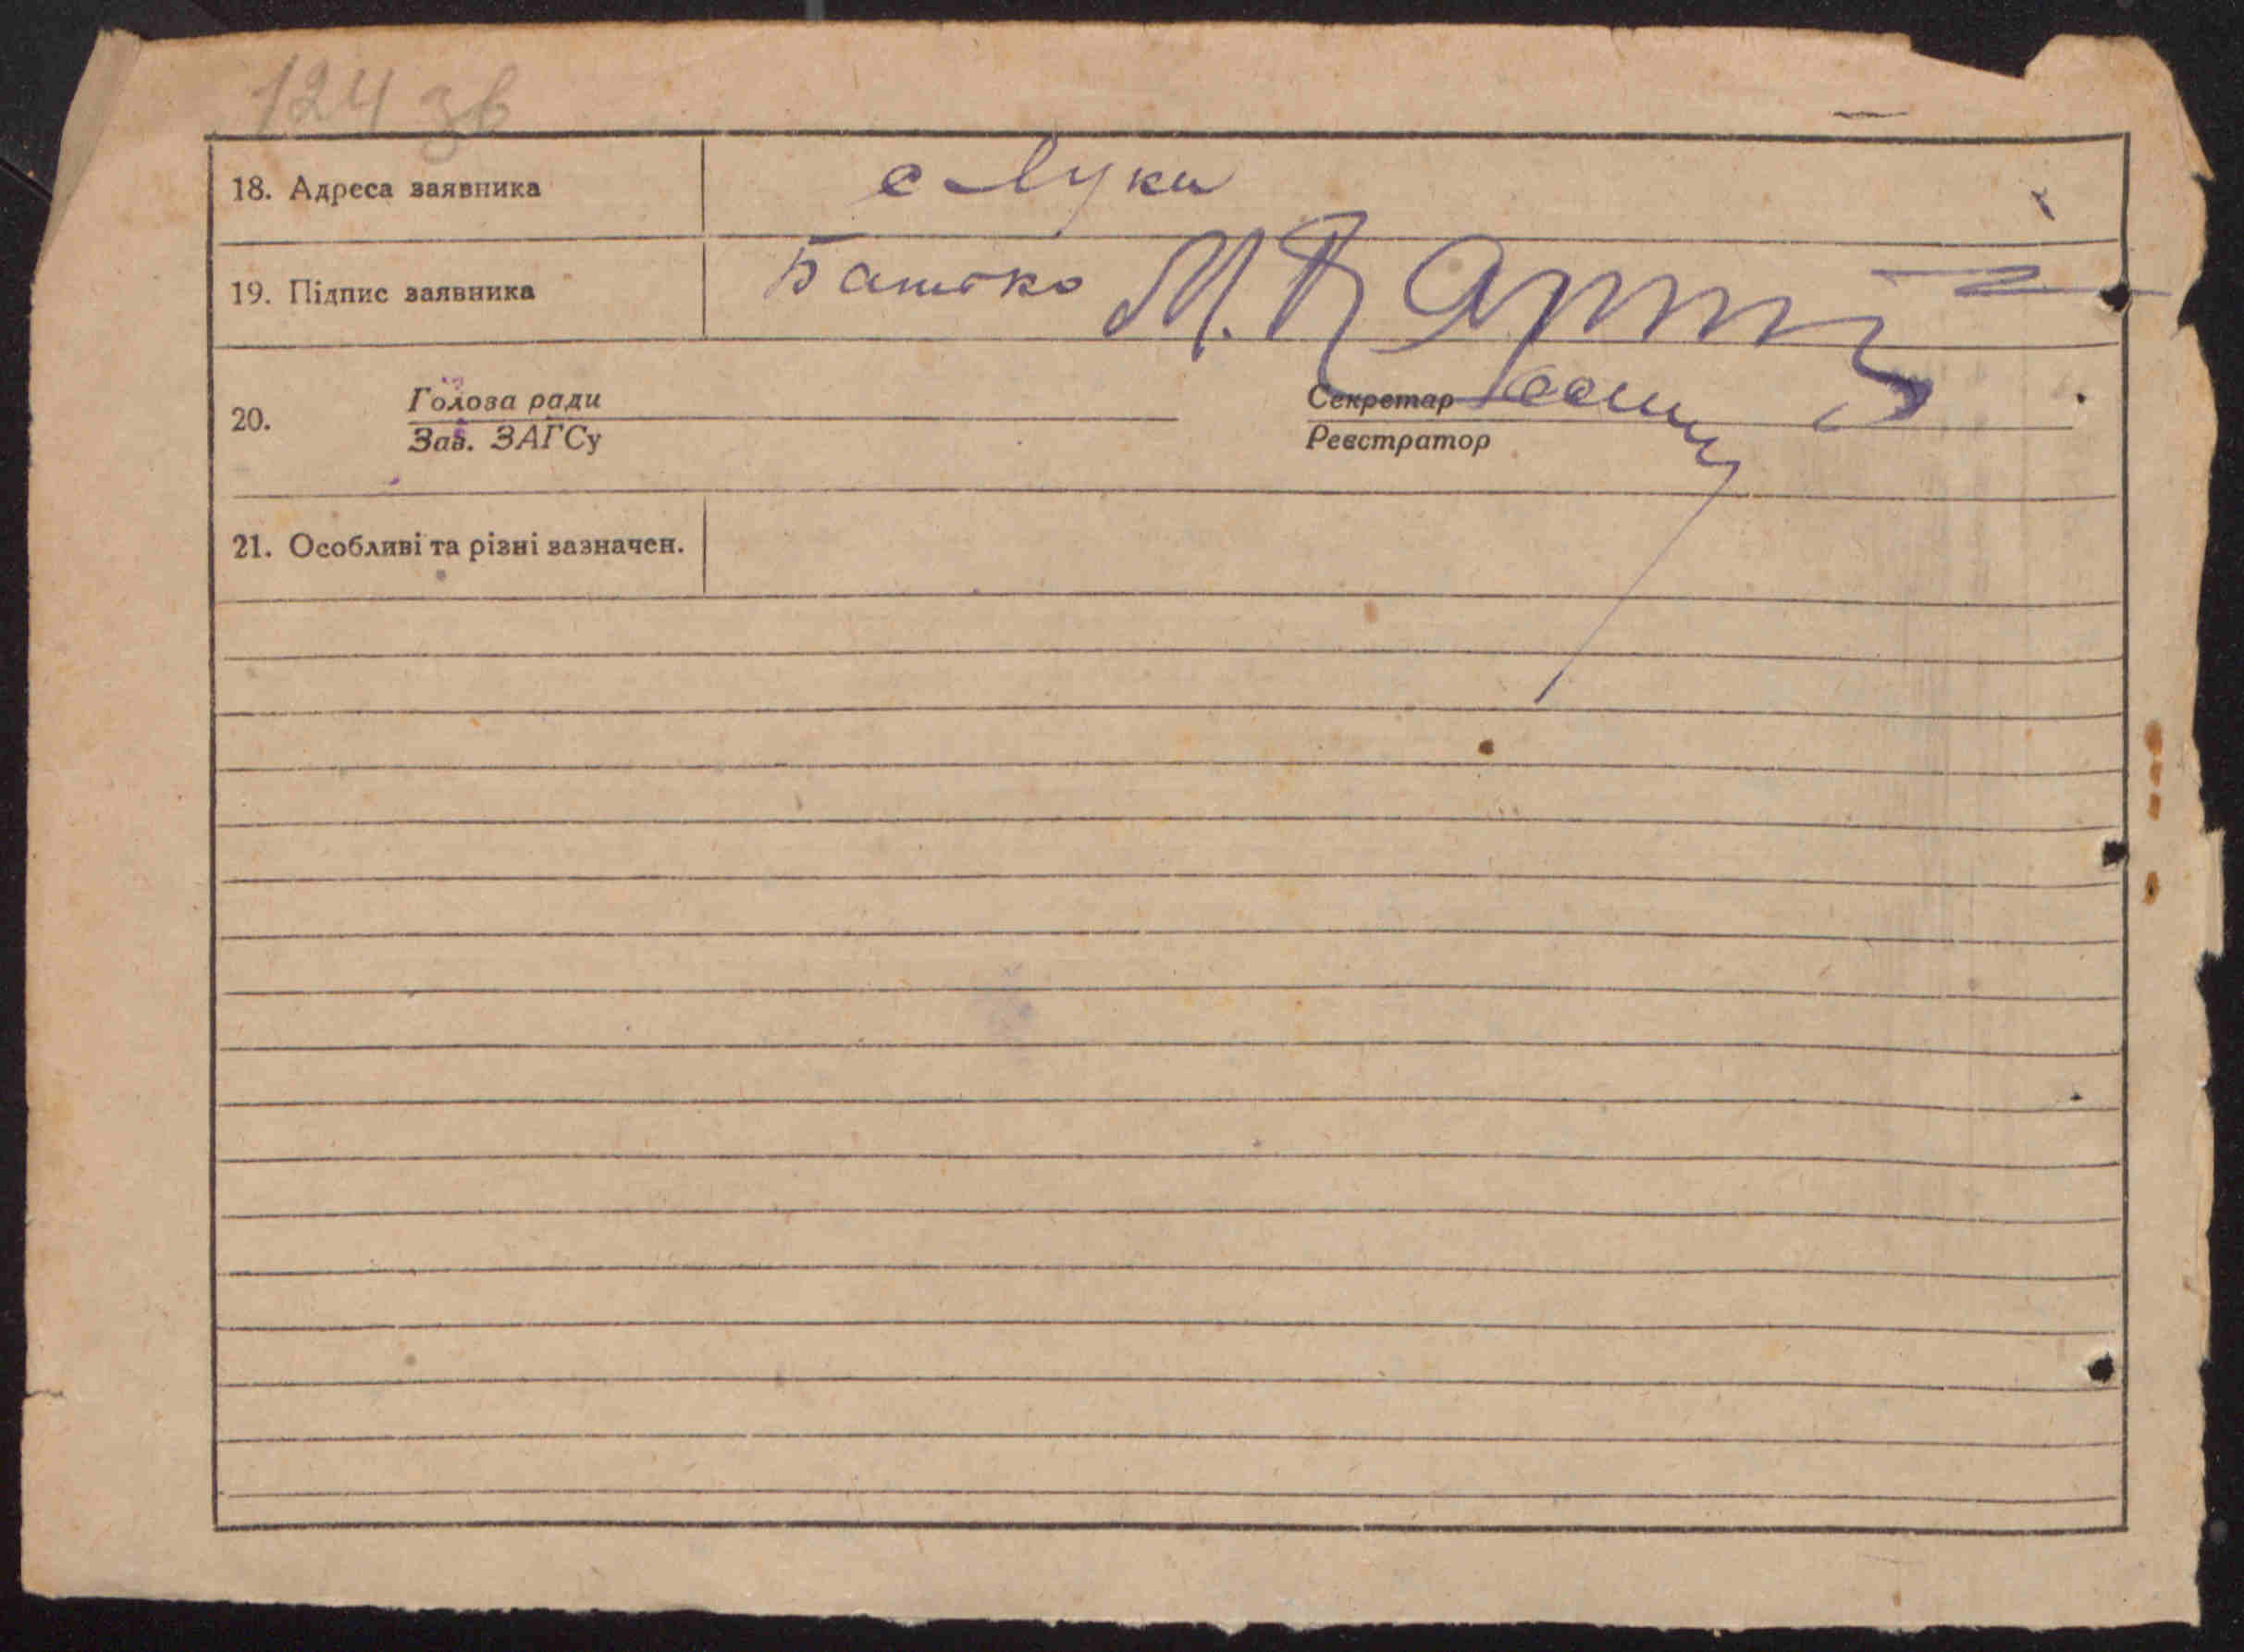 124 зв
18. Адреса заявника с Луки
19. Підпис заявника Батько М.
20. Голова ради Секретар
Зав. ЗАГСу Реєстратор
21. Особливі та різні зазначен.